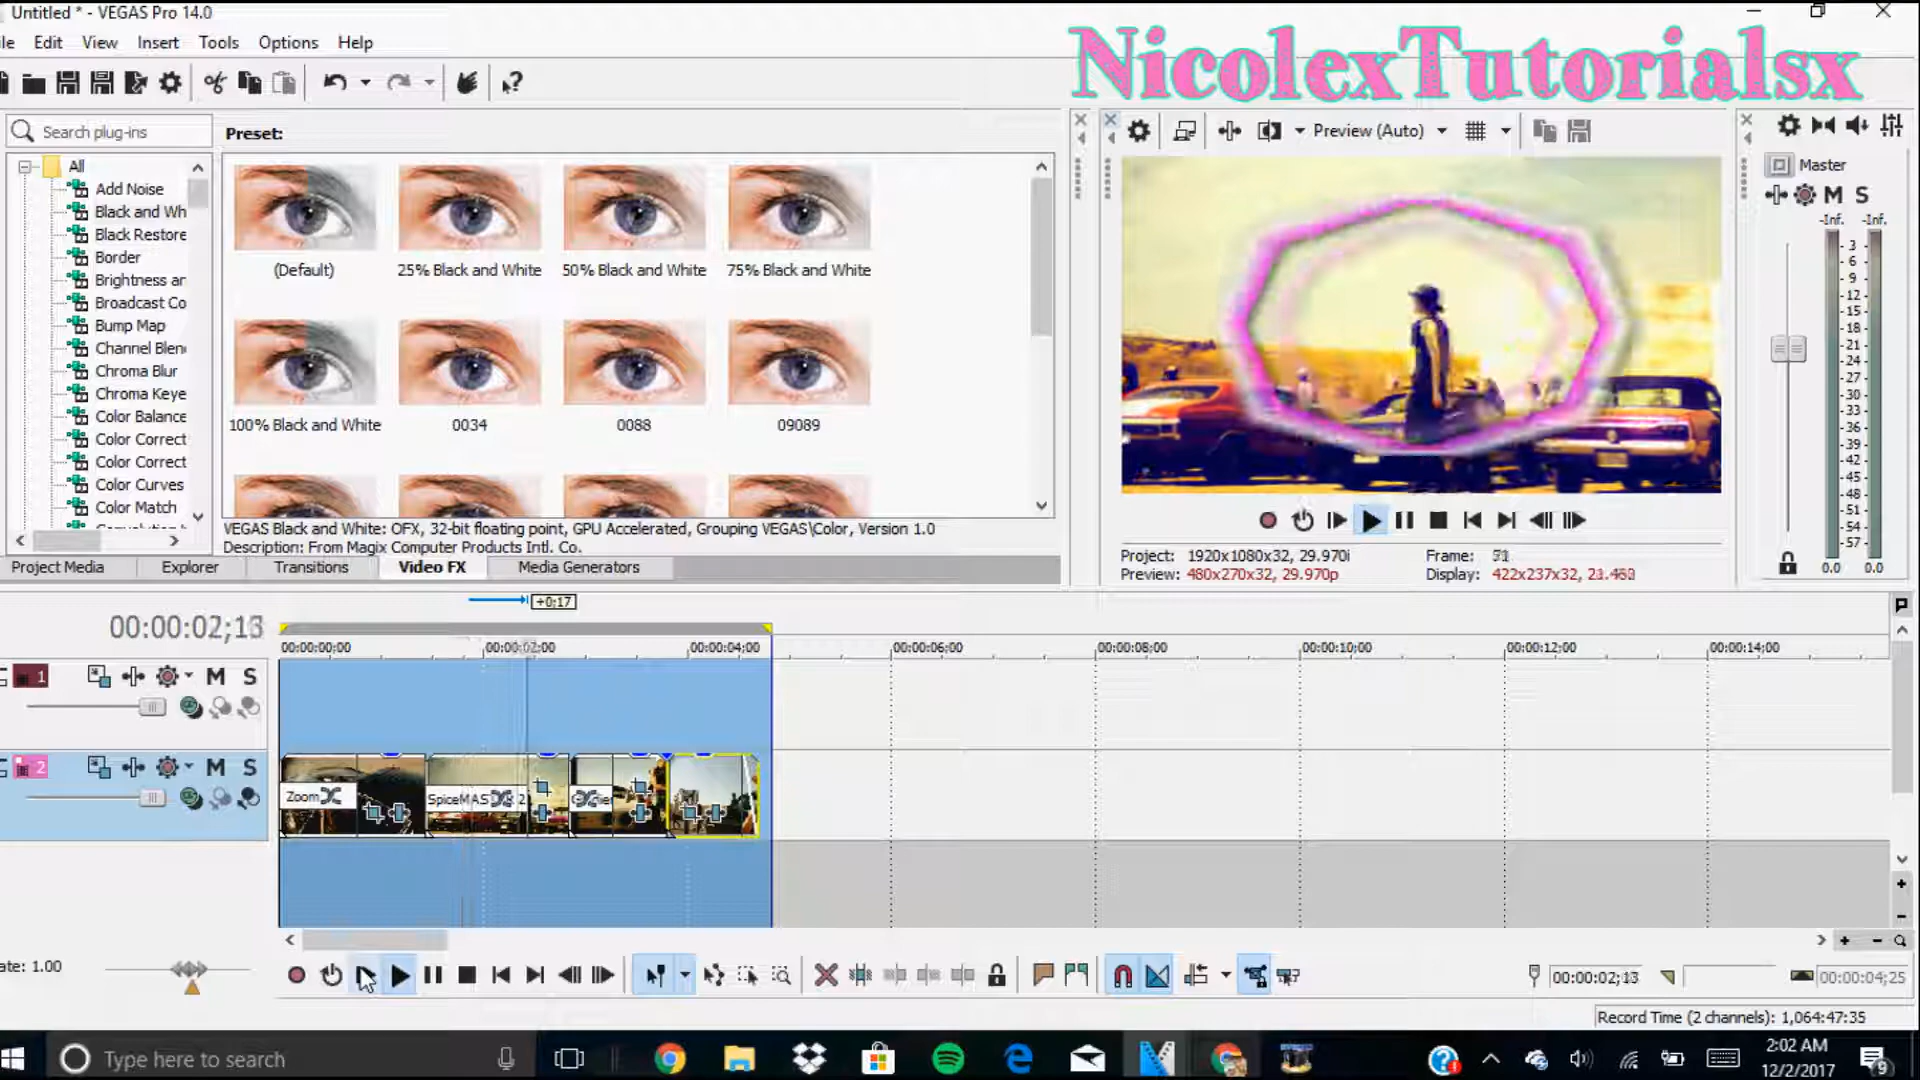 Untitled * - VEGAS Pro 14.0
NicolexTutorialsx
le Edit View Insert Tools Options Help
Search plug-ins
Preset:
Preview (Auto)
All
Add Noise
Black and Wh
Black Restore
Border
Brightness ar
Broadcast Co
Bump Map
Channel Blen
Chroma Blur
Chroma Keye
Color Balance
Color Correct
Color Correct
Color Curves
Color Match
(Default) 25% Black and White 50% Black and White 75% Black and White
100% Black and White 0034 0088 09089
VEGAS Black and White: OFX, 32-bit floating point, GPU Accelerated, Grouping VEGAS\Color, Version 1.0
Description: From Magix Computer Products Intl. Co.
Project Media Explorer Transitions Video FX Media Generators
Project: 1920x1080x32, 29.970i Frame:
Preview: 480x270x32, 29.970p Display: 422x237x32,
Master
M S
-Inf. -Inf.
3
6
9
12
15
18
21
24
27
30
33
36
39
42
45
48
51
54
57
0.0 0.0
+0;17
00:00:02;13
00:00:00;00 00:00:02;00 00:00:04;00 00:00:06;00 00:00:08;00 00:00:10;00 00:00:12;00 00:00:14;00
1 M S
2 M S
Zoom
SpiceMAST
ate: 1.00
00:00:02;13
00:00:04;25
Record Time (2 channels): 1,064:47:35
Type here to search
2:02 AM
12/2/2017
9